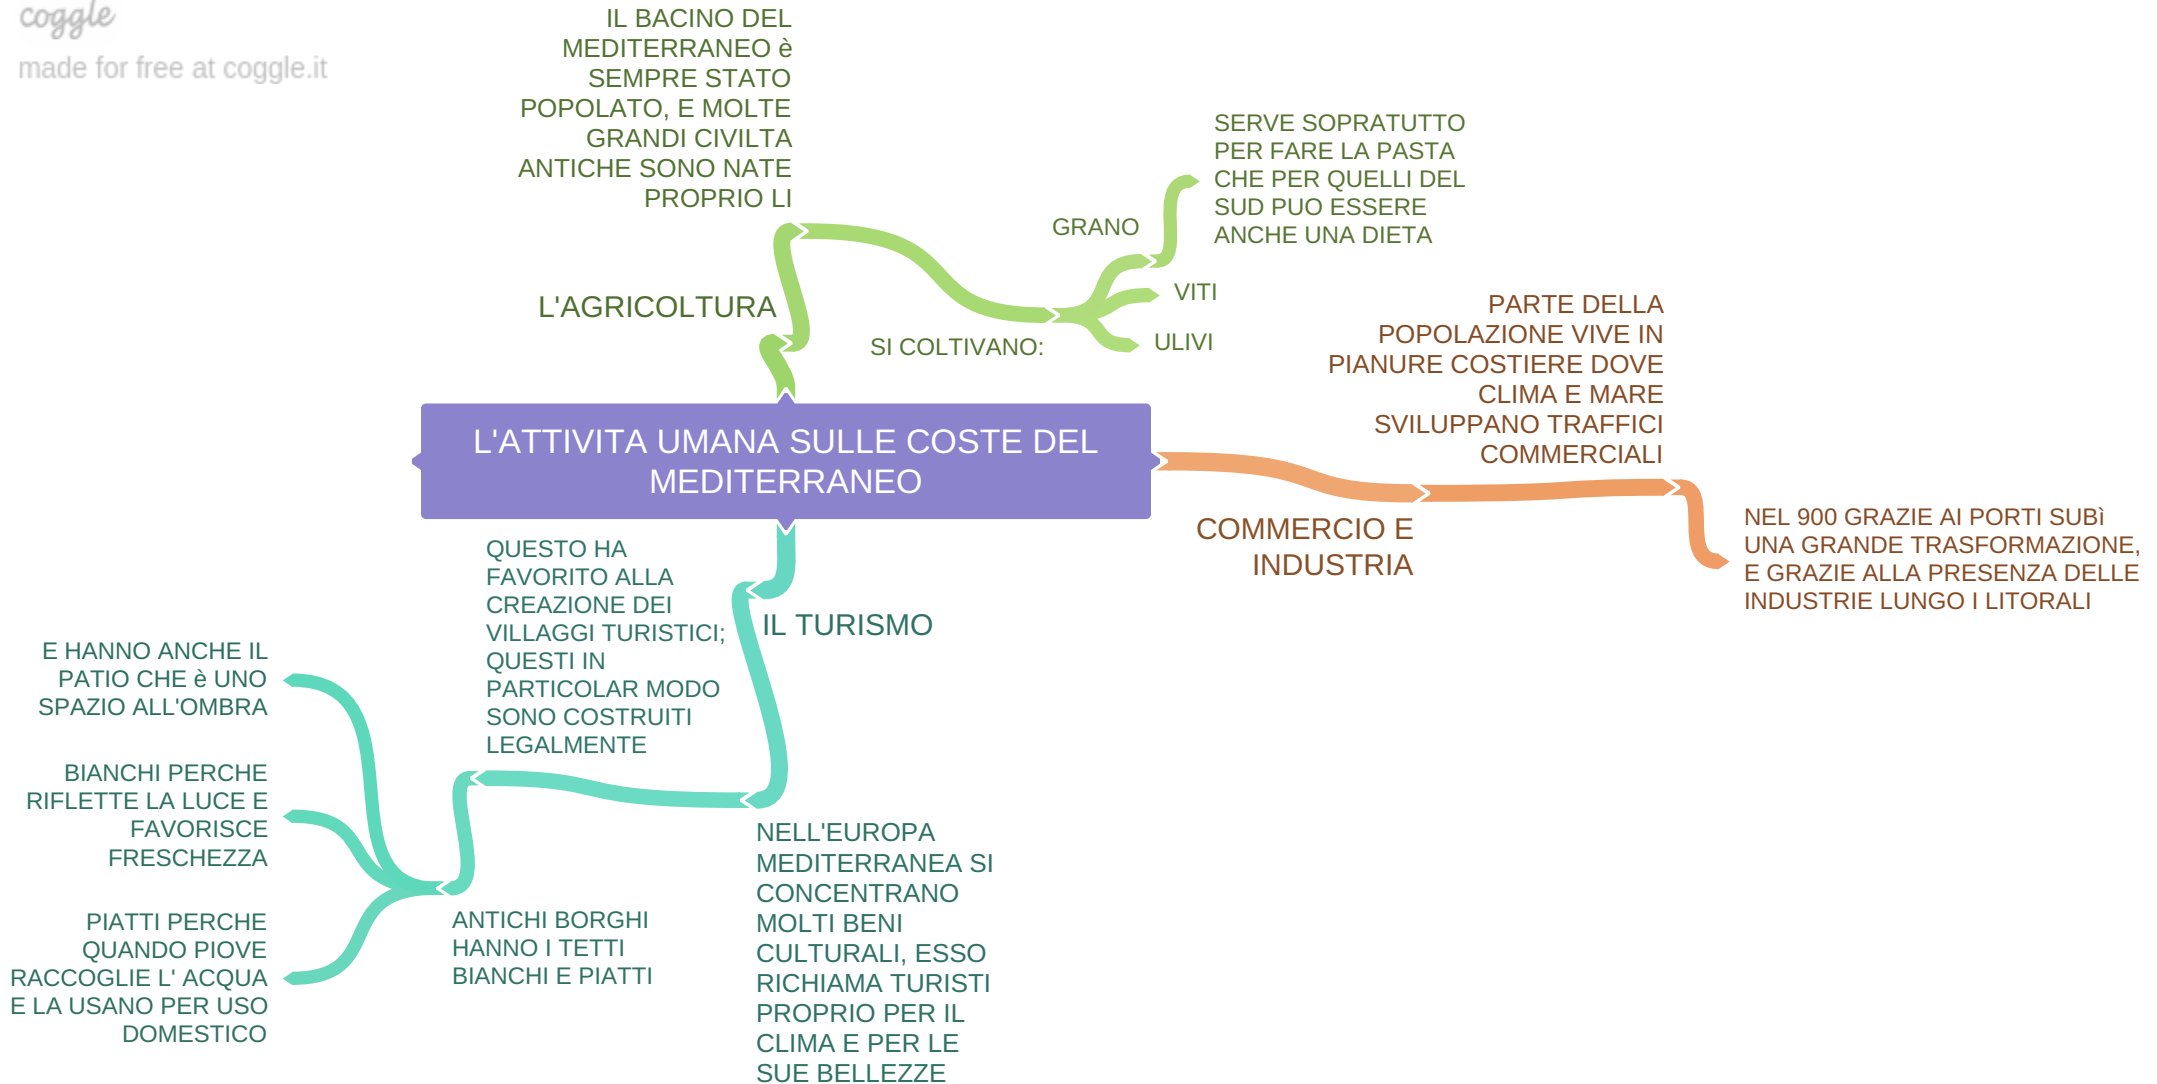 coggle
made for free at coggle.it
IL BACINO DEL
MEDITERRANEO è
SEMPRE STATO
POPOLATO, E MOLTE
GRANDI CIVILTA
ANTICHE SONO NATE
PROPRIO LI
L'AGRICOLTURA
SI COLTIVANO:
GRANO
SERVE SOPRATUTTO
PER FARE LA PASTA
CHE PER QUELLI DEL
SUD PUO ESSERE
ANCHE UNA DIETA
VITI
ULIVI
L'ATTIVITA UMANA SULLE COSTE DEL
MEDITERRANEO
PARTE DELLA
POPOLAZIONE VIVE IN
PIANURE COSTIERE DOVE
CLIMA E MARE
SVILUPPANO TRAFFICI
COMMERCIALI
COMMERCIO E
INDUSTRIA
NEL 900 GRAZIE AI PORTI SUBì
UNA GRANDE TRASFORMAZIONE,
E GRAZIE ALLA PRESENZA DELLE
INDUSTRIE LUNGO I LITORALI
IL TURISMO
NELL'EUROPA
MEDITERRANEA SI
CONCENTRANO
MOLTI BENI
CULTURALI, ESSO
RICHIAMA TURISTI
PROPRIO PER IL
CLIMA E PER LE
SUE BELLEZZE
QUESTO HA
FAVORITO ALLA
CREAZIONE DEI
VILLAGGI TURISTICI;
QUESTI IN
PARTICOLAR MODO
SONO COSTRUITI
LEGALMENTE
ANTICHI BORGHI
HANNO I TETTI
BIANCHI E PIATTI
E HANNO ANCHE IL
PATIO CHE è UNO
SPAZIO ALL'OMBRA
BIANCHI PERCHE
RIFLETTE LA LUCE E
FAVORISCE
FRESCHEZZA
PIATTI PERCHE
QUANDO PIOVE
RACCOGLIE L' ACQUA
E LA USANO PER USO
DOMESTICO